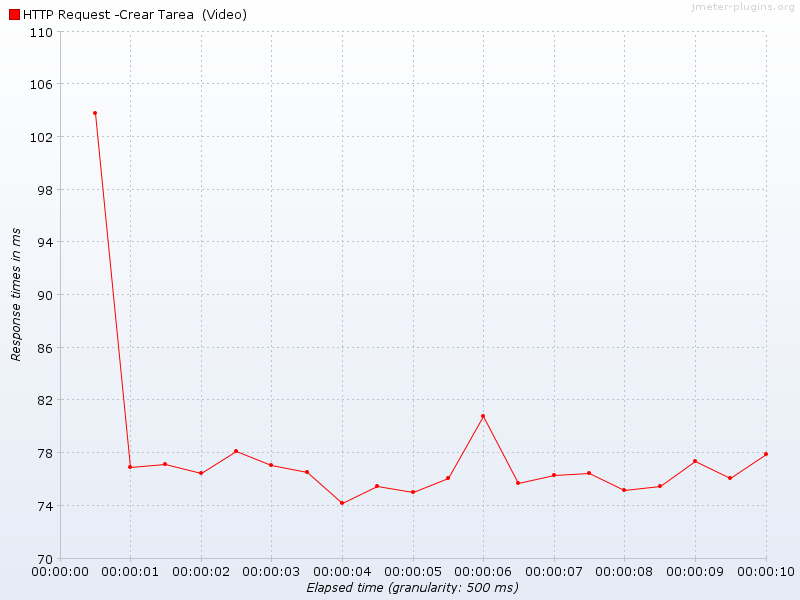 jmeter-plugins.org
HTTP Request -Crear Tarea  (Video)
110
106
102
98
94
90
86
82
78
74
70
Response times in ms
00:00:00 00:00:01 00:00:02 00:00:03 00:00:04 00:00:05 00:00:06 00:00:07 00:00:08 00:00:09 00:00:10
Elapsed time (granularity: 500 ms)